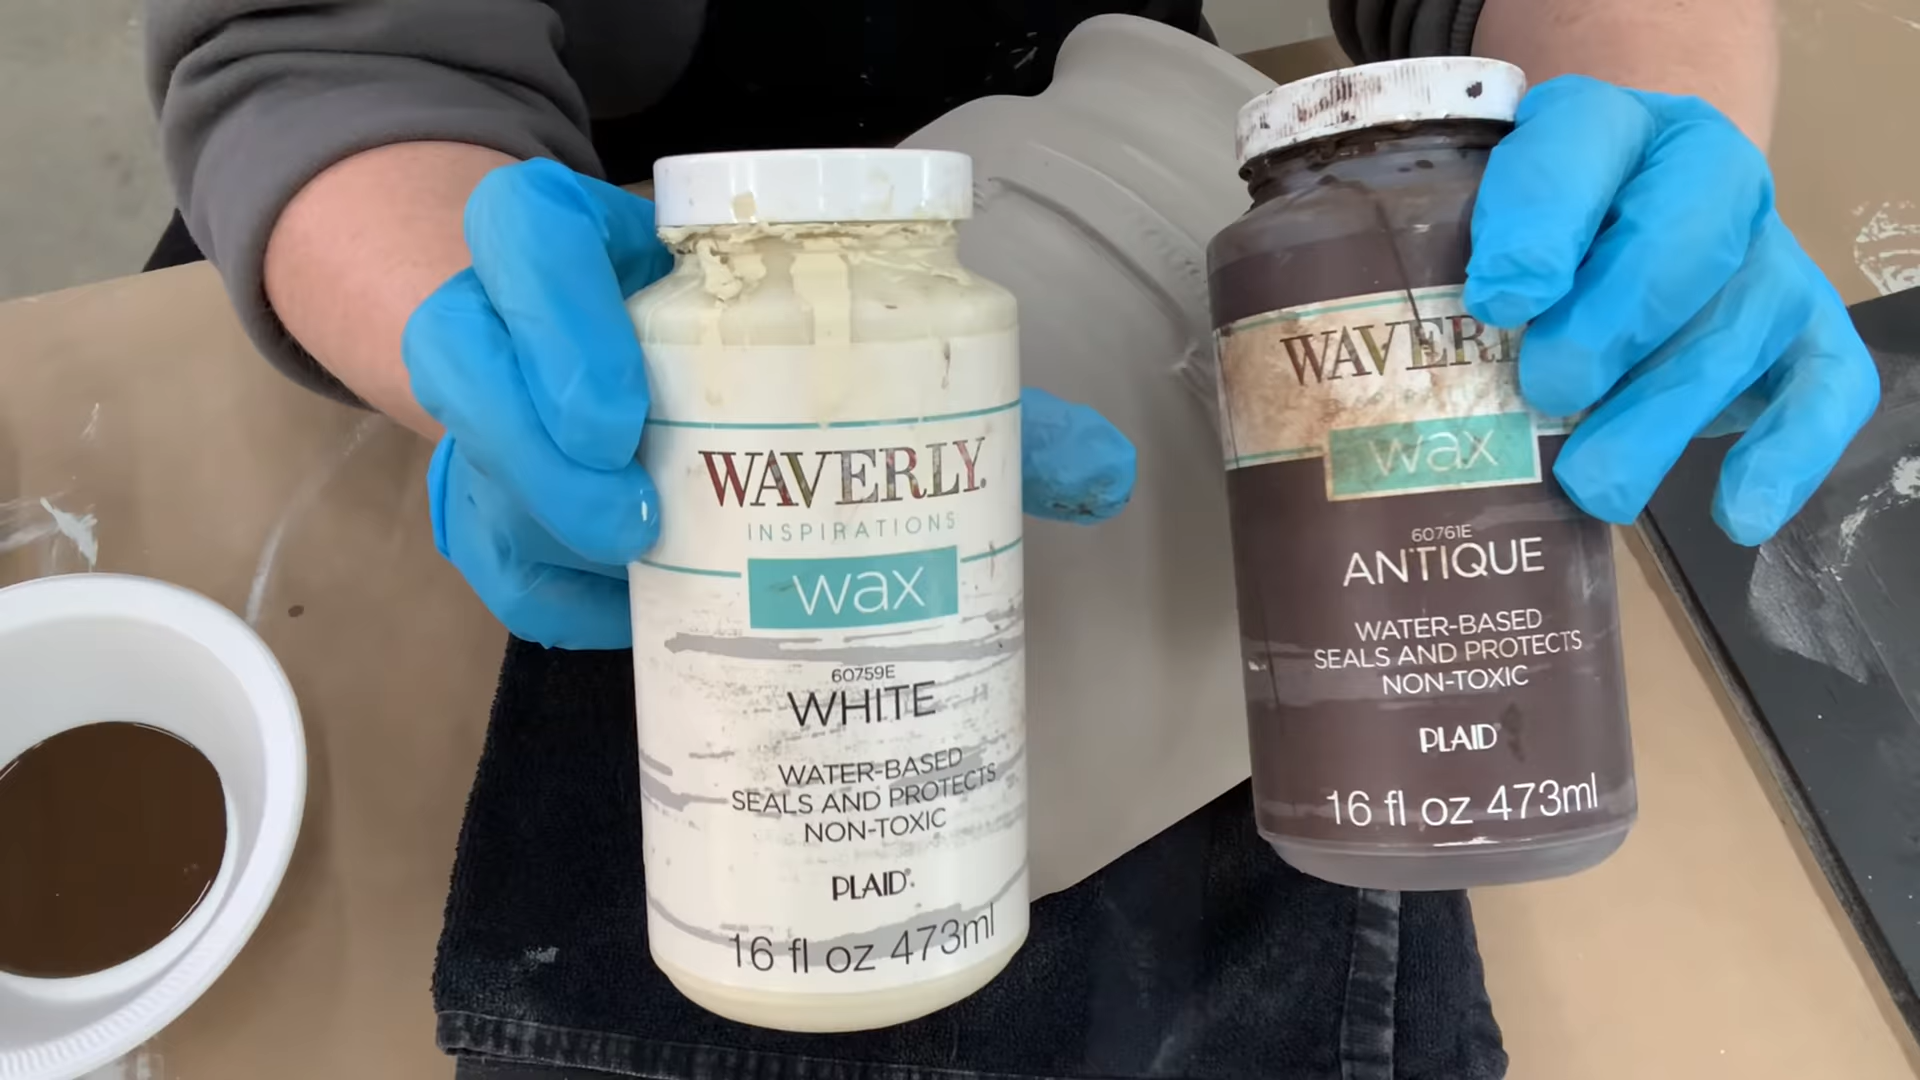 WAVERLY.
INSPIRATIONS
wax
60759E
WHITE
WATER-BASED
SEALS AND PROTECTS
NON-TOXIC
PLAID®
16 fl oz 473ml
WAVERL
wax
60761E
ANTIQUE
WATER-BASED
SEALS AND PROTECTS
NON-TOXIC
PLAID®
16 fl oz 473ml